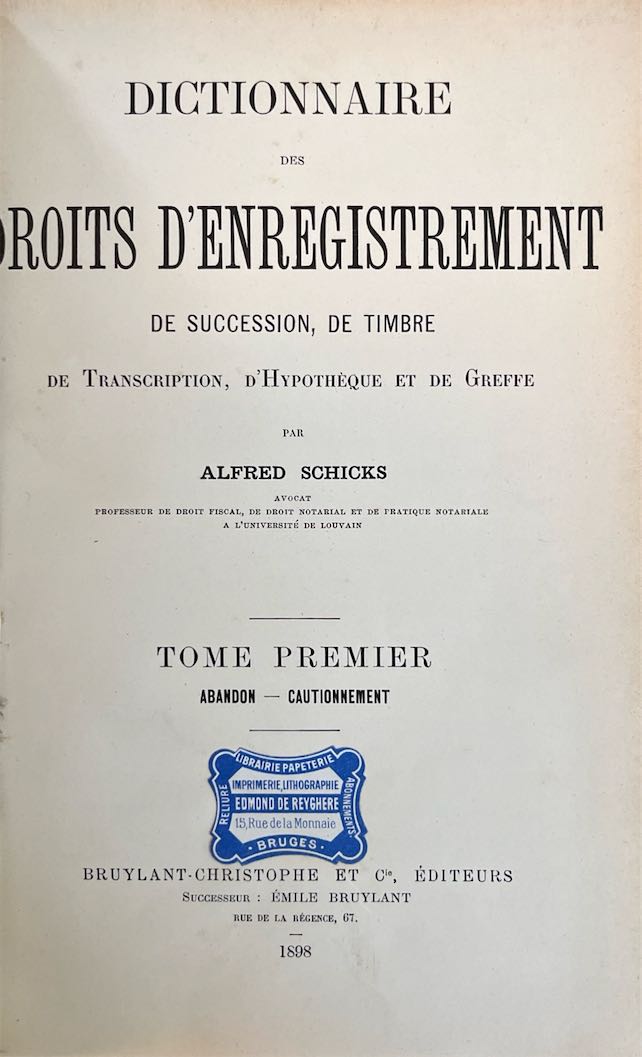 DICTIONNAIRE
DES
DROITS D'ENREGISTREMENT
DE SUCCESSION, DE TIMBRE
DE TRANSCRIPTION, D'HYPOTHÈQUE ET DE GREFFE
PAR
ALFRED SCHICKS
AVOCAT
PROFESSEUR DE DROIT FISCAL, DE DROIT NOTARIAL ET DE PRATIQUE NOTARIALE
A L'UNIVERSITÉ DE LOUVAIN
TOME PREMIER
ABANDON — CAUTIONNEMENT
LIBRAIRIE PAPETERIE
RELIURE
IMPRIMERIE, LITHOGRAPHIE
EDMOND DE REYGHERE
15, Rue de la Monnaie
ABONNEMENTS
· BRUGES ·
BRUYLANT-CHRISTOPHE ET Cie, ÉDITEURS
SUCCESSEUR : ÉMILE BRUYLANT
RUE DE LA RÉGENCE, 67.
1898